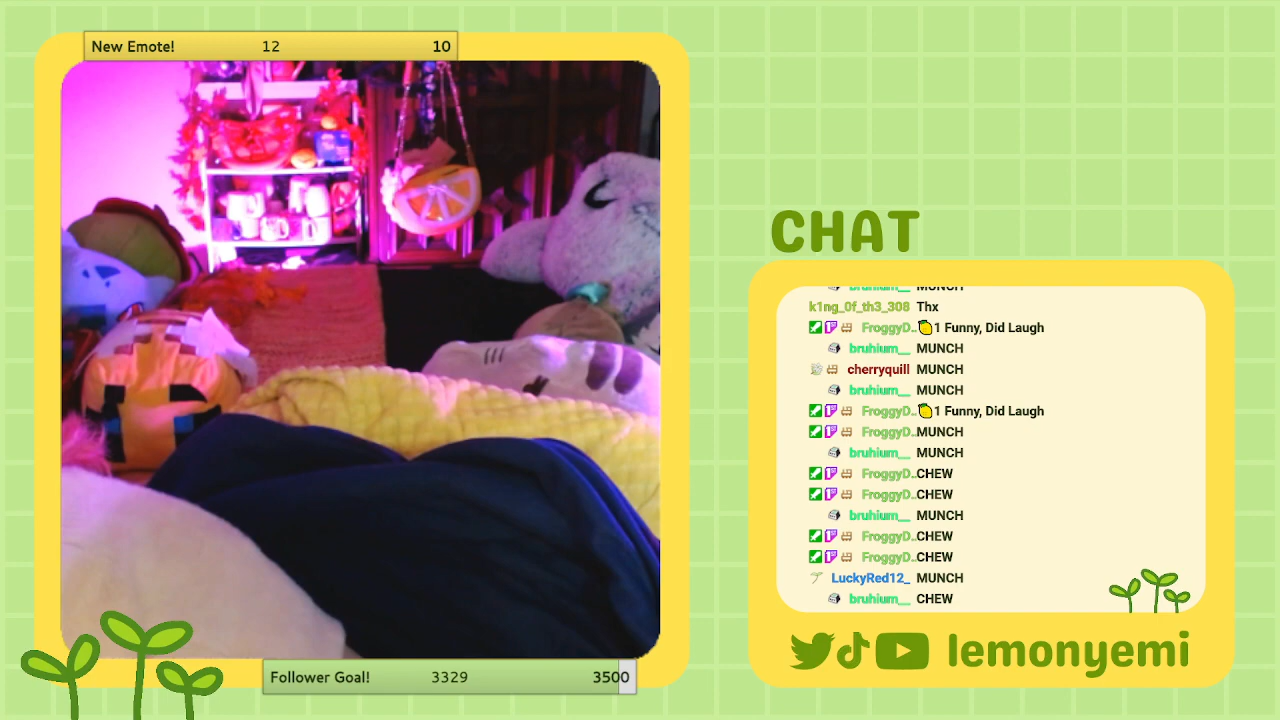 New Emote! 12 10
CHAT
bruhium__ MUNCH
k1ng_0f_th3_308 Thx
FroggyD.. 1 Funny, Did Laugh
bruhium__ MUNCH
cherryquill MUNCH
bruhium__ MUNCH
FroggyD.. 1 Funny, Did Laugh
FroggyD.. MUNCH
bruhium__ MUNCH
FroggyD.. CHEW
FroggyD.. CHEW
bruhium__ MUNCH
FroggyD.. CHEW
FroggyD.. CHEW
LuckyRed12_ MUNCH
bruhium__ CHEW
lemonyemi
Follower Goal! 3329 3500